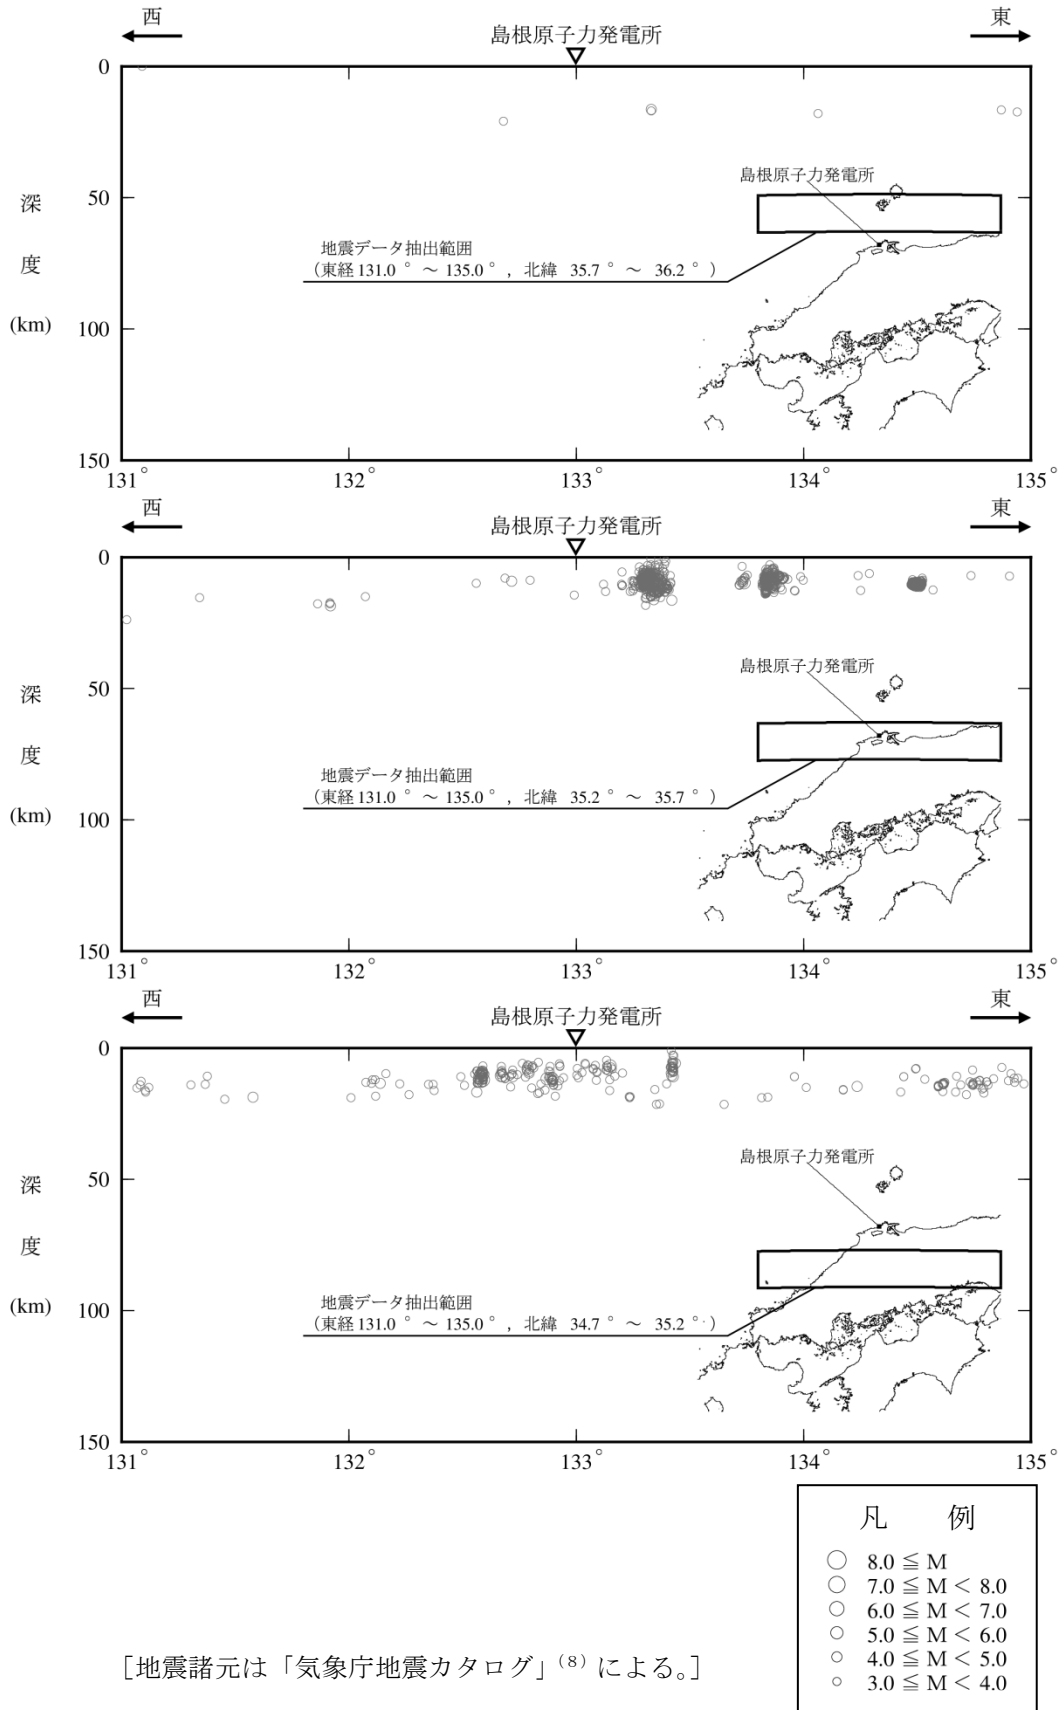 西
東
島根原子力発電所
0
50
100
150
深
度
(km)
島根原子力発電所
地震データ抽出範囲
（東経 131.0 ° ～ 135.0 ° ， 北緯 35.7 ° ～ 36.2 ° ）
131°
132°
133°
134°
135°
西
東
島根原子力発電所
0
50
100
150
深
度
(km)
島根原子力発電所
地震データ抽出範囲
（東経 131.0 ° ～ 135.0 ° ， 北緯 35.2 ° ～ 35.7 ° ）
131°
132°
133°
134°
135°
西
東
島根原子力発電所
0
50
100
150
深
度
(km)
島根原子力発電所
地震データ抽出範囲
（東経 131.0 ° ～ 135.0 ° ， 北緯 34.7 ° ～ 35.2 ° ）
131°
132°
133°
134°
135°
凡 例
8.0 ≦ M
7.0 ≦ M < 8.0
6.0 ≦ M < 7.0
5.0 ≦ M < 6.0
4.0 ≦ M < 5.0
3.0 ≦ M < 4.0
［地震諸元は「気象庁地震カタログ」(8) による。］